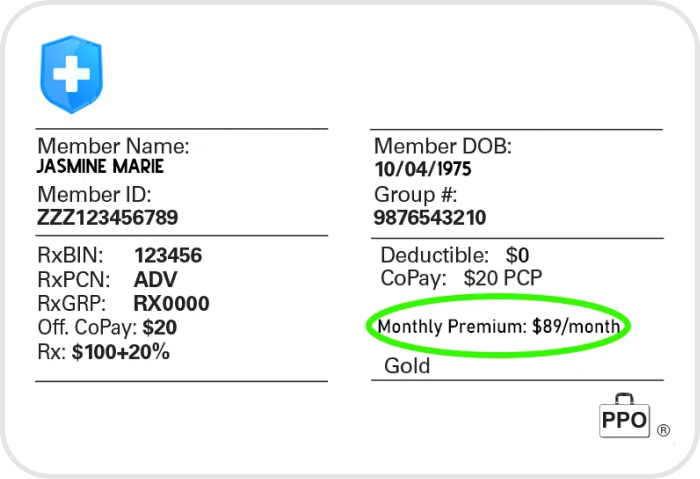 Member Name:
JASMINE MARIE
Member ID:
ZZZ123456789
RxBIN: 123456
RxPCN: ADV
RxGRP: RX0000
Off. CoPay: $20
Rx: $100+20%
Member DOB:
10/04/1975
Group #:
9876543210
Deductible: $0
CoPay: $20 PCP
Monthly Premium: $89/month
Gold
PPO ®